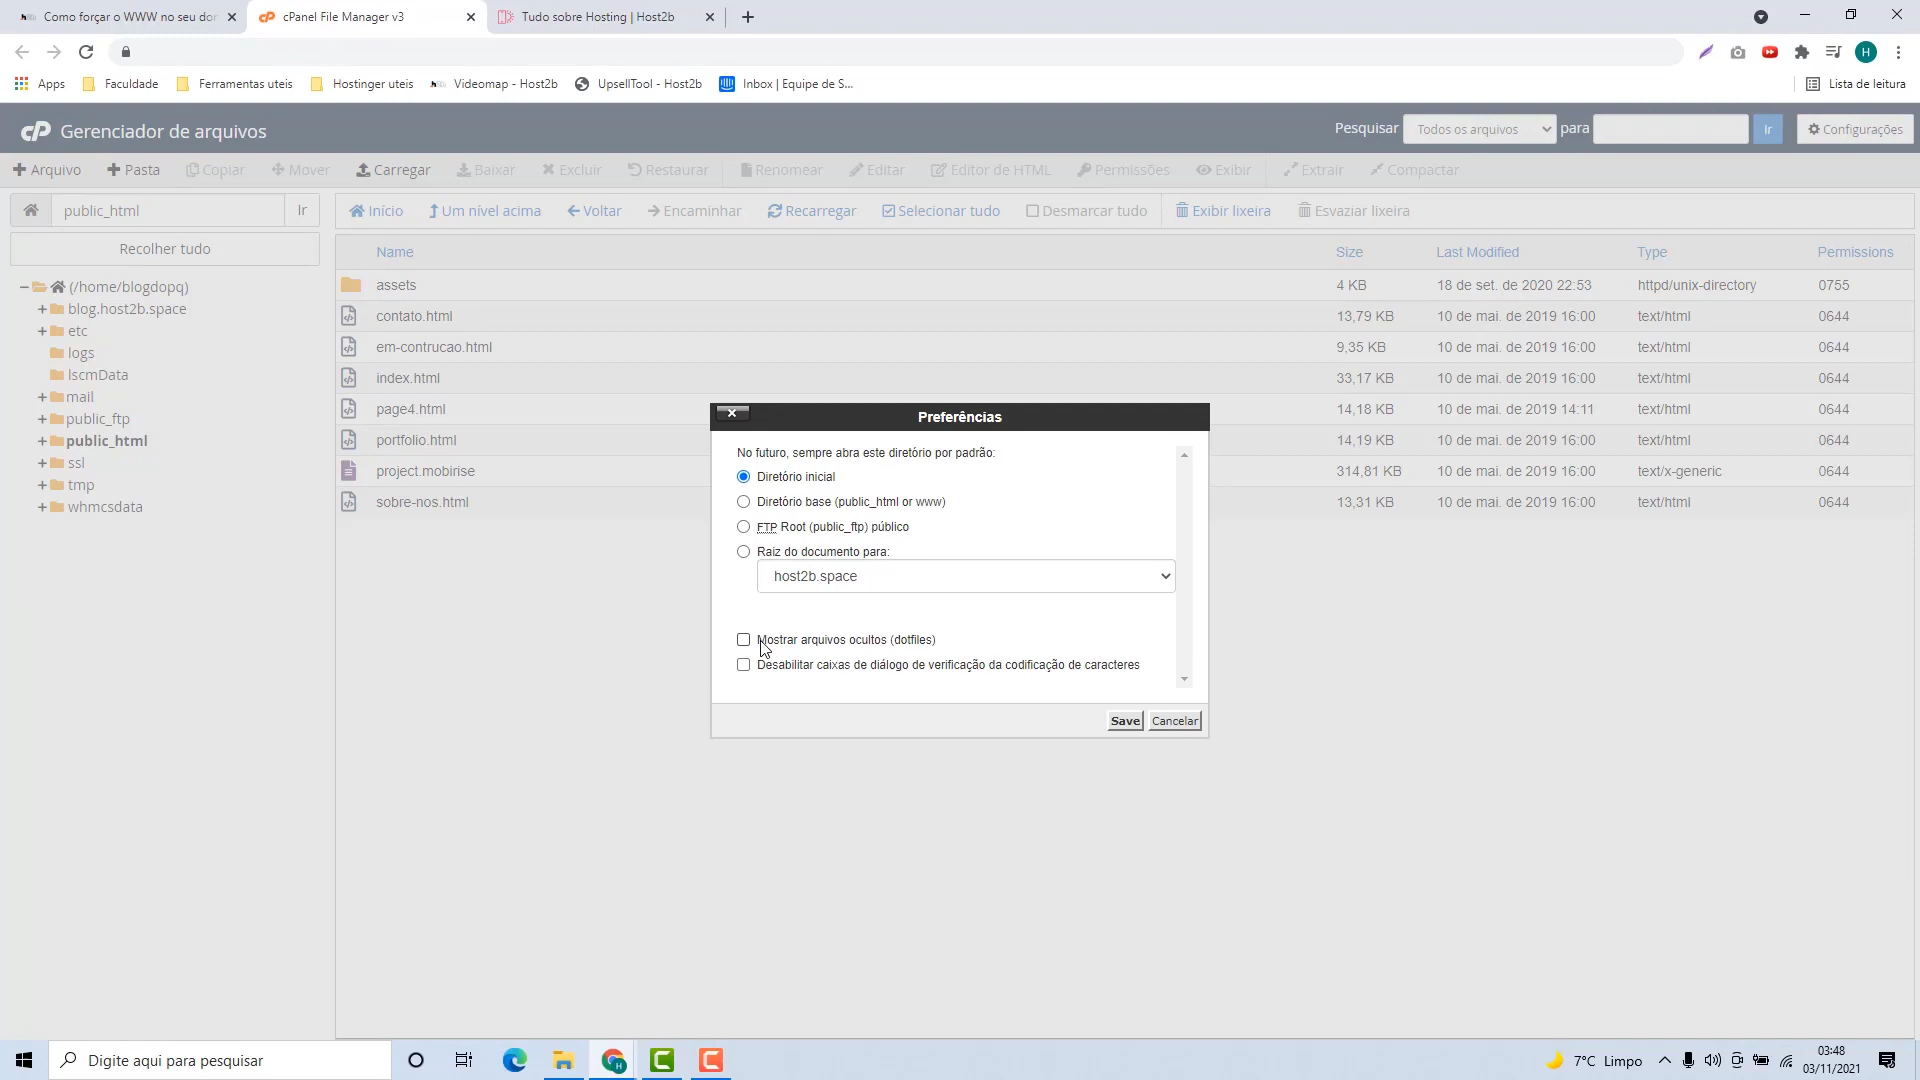 Como forçar o WWW no seu dor
cPanel File Manager v3
Tudo sobre Hosting | Host2b
H
Apps
Faculdade
Ferramentas uteis
Hostinger uteis
Videomap - Host2b
UpsellTool - Host2b
Inbox | Equipe de S...
Lista de leitura
cP Gerenciador de arquivos
Pesquisar
Todos os arquivos
para
Ir
Configurações
Arquivo
Pasta
Copiar
Mover
Carregar
Baixar
Excluir
Restaurar
Renomear
Editar
Editor de HTML
Permissões
Exibir
Extrair
Compactar
public_html
Ir
Início
Um nível acima
Voltar
Encaminhar
Recarregar
Selecionar tudo
Desmarcar tudo
Exibir lixeira
Esvaziar lixeira
Recolher tudo
(/home/blogdopq)
blog.host2b.space
etc
logs
lscmData
mail
public_ftp
public_html
ssl
tmp
whmcsdata
Name Size Last Modified Type Permissions
assets 4 KB 18 de set. de 2020 22:53 httpd/unix-directory 0755
contato.html 13,79 KB 10 de mai. de 2019 16:00 text/html 0644
em-contrucao.html 9,35 KB 10 de mai. de 2019 16:00 text/html 0644
index.html 33,17 KB 10 de mai. de 2019 16:00 text/html 0644
page4.html 14,18 KB 10 de mai. de 2019 14:11 text/html 0644
portfolio.html 14,19 KB 10 de mai. de 2019 16:00 text/html 0644
project.mobirise 314,81 KB 10 de mai. de 2019 16:00 text/x-generic 0644
sobre-nos.html 13,31 KB 10 de mai. de 2019 16:00 text/html 0644
Preferências
No futuro, sempre abra este diretório por padrão:
Diretório inicial
Diretório base (public_html or www)
FTP Root (public_ftp) público
Raiz do documento para:
host2b.space
Mostrar arquivos ocultos (dotfiles)
Desabilitar caixas de diálogo de verificação da codificação de caracteres
Save
Cancelar
Digite aqui para pesquisar
7°C Limpo
03:48
03/11/2021